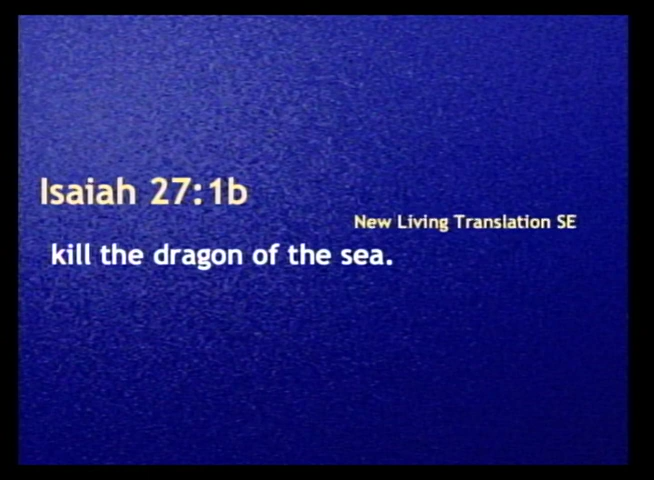 Isaiah 27:1b
New Living Translation SE
kill the dragon of the sea.